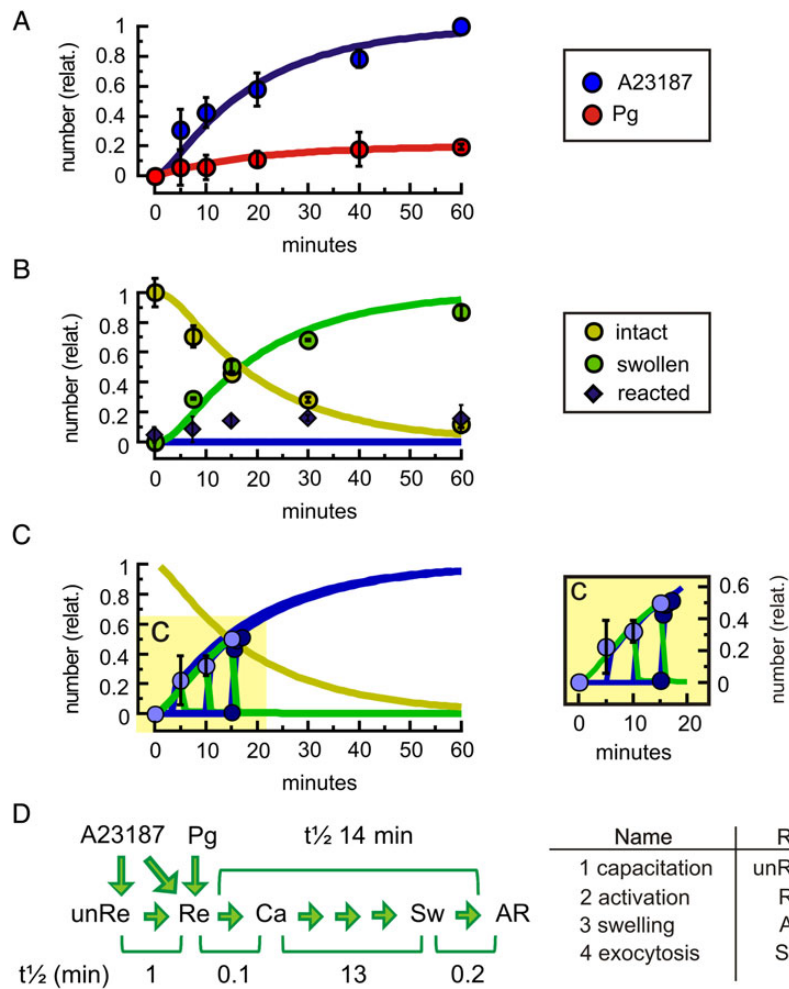 A
number (relat.)
1
0.8
0.6
0.4
0.2
0
0 10 20 30 40 50 60
minutes
A23187
Pg
B
number (relat.)
1
0.8
0.6
0.4
0.2
0
0 10 20 30 40 50 60
minutes
intact
swollen
reacted
C
number (relat.)
1
0.8
0.6
0.4
0.2
0
C
0 10 20 30 40 50 60
minutes
C
0.6
0.4
0.2
0
number (relat.)
0 10 20
minutes
D
A23187 Pg t½ 14 min
unRe Re Ca Sw AR
t½ (min) 1 0.1 13 0.2
Name R
1 capacitation unR
2 activation R
3 swelling A
4 exocytosis S